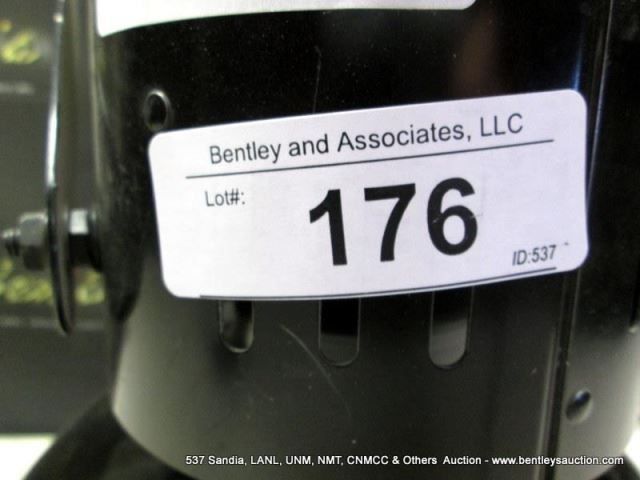 Bentley and Associates, LLC
Lot#:
176
ID:537
537 Sandia, LANL, UNM, NMT, CNMCC & Others Auction - www.bentleysauction.com